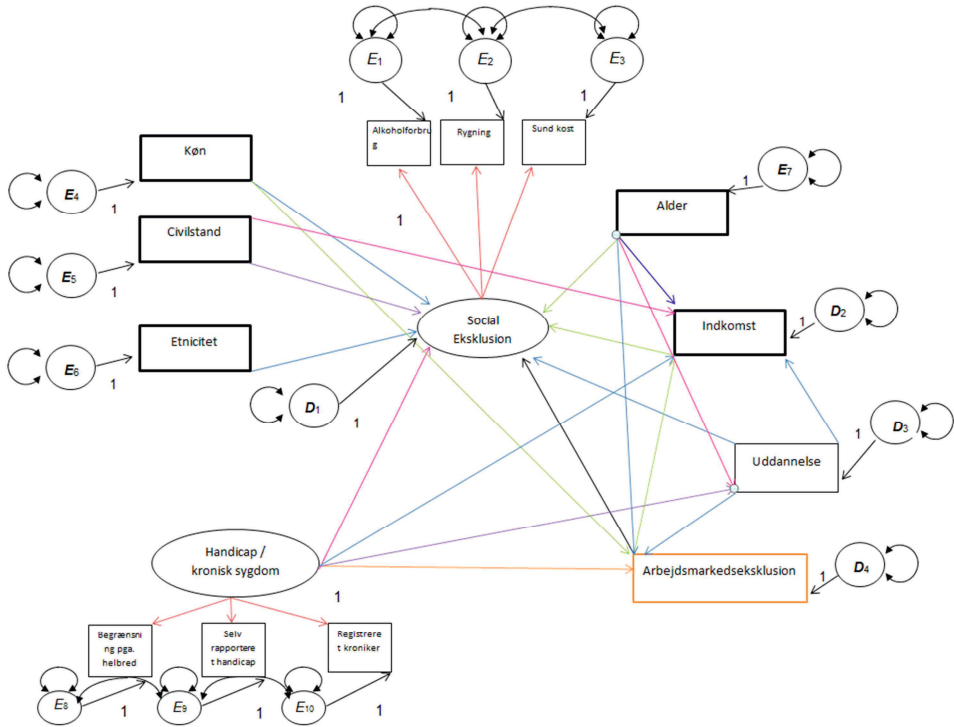 E1
E2
E3
1
1
1
Alkoholforbru
g
Rygning
Sund kost
Køn
E4
1
E7
1
Alder
1
Civilstand
E5
1
Social
Eksklusion
Indkomst
D2
1
Etnicitet
E6
1
D1
1
D3
1
Uddannelse
Handicap /
kronisk sygdom
Arbejdsmarkedseksklusion
D4
1
1
Begrænsni
ng pga.
helbred
Selv
rapportere
t handicap
Registrere
t kroniker
E8
1
E9
1
E10
1